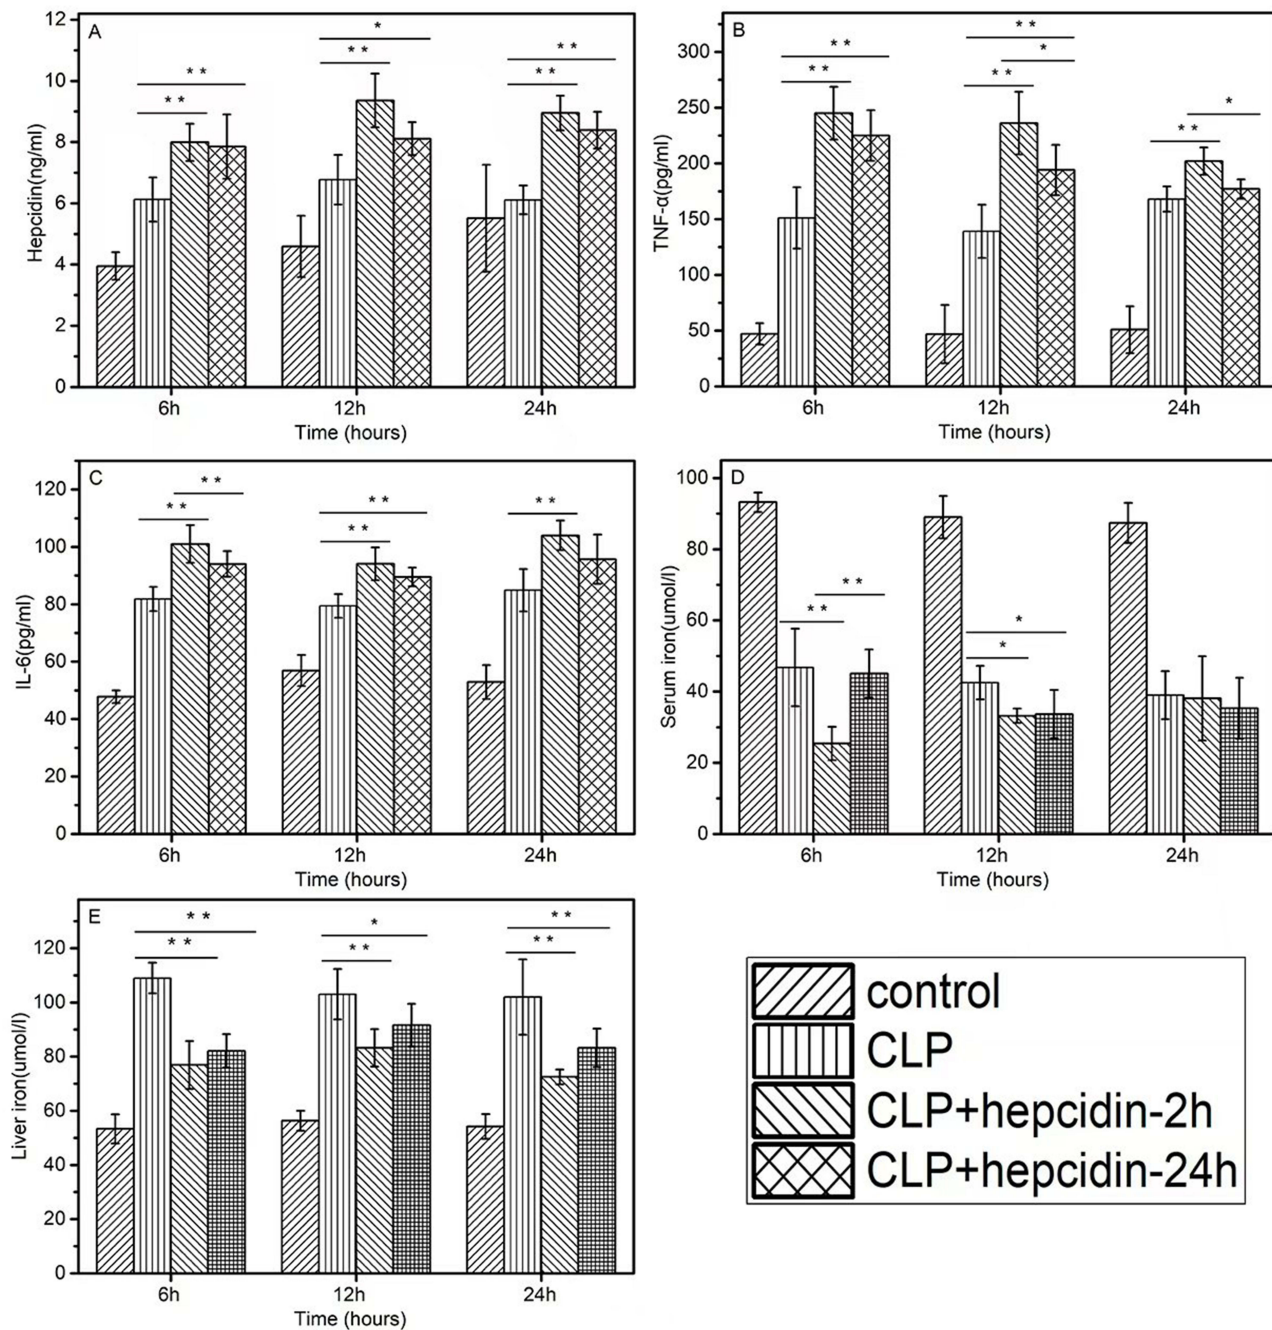 A
Hepcidin(ng/ml)
12
10
8
6
4
2
0
* *
* *
*
* *
* *
* *
6h
12h
24h
Time (hours)
B
TNF-α(pg/ml)
300
250
200
150
100
50
0
* *
* *
* *
*
* *
*
* *
6h
12h
24h
Time (hours)
C
IL-6(pg/ml)
120
100
80
60
40
20
0
* *
* *
* *
* *
* *
6h
12h
24h
Time (hours)
D
Serum iron(umol/l)
100
80
60
40
20
0
* *
* *
*
*
6h
12h
24h
Time (hours)
E
Liver iron(umol/l)
120
100
80
60
40
20
0
* *
* *
*
* *
* *
* *
6h
12h
24h
Time (hours)
control
CLP
CLP+hepcidin-2h
CLP+hepcidin-24h